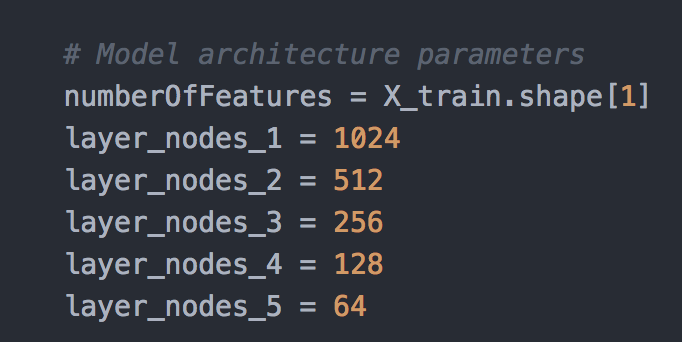 # Model architecture parameters
numberOfFeatures = X_train.shape[1]
layer_nodes_1 = 1024
layer_nodes_2 = 512
layer_nodes_3 = 256
layer_nodes_4 = 128
layer_nodes_5 = 64